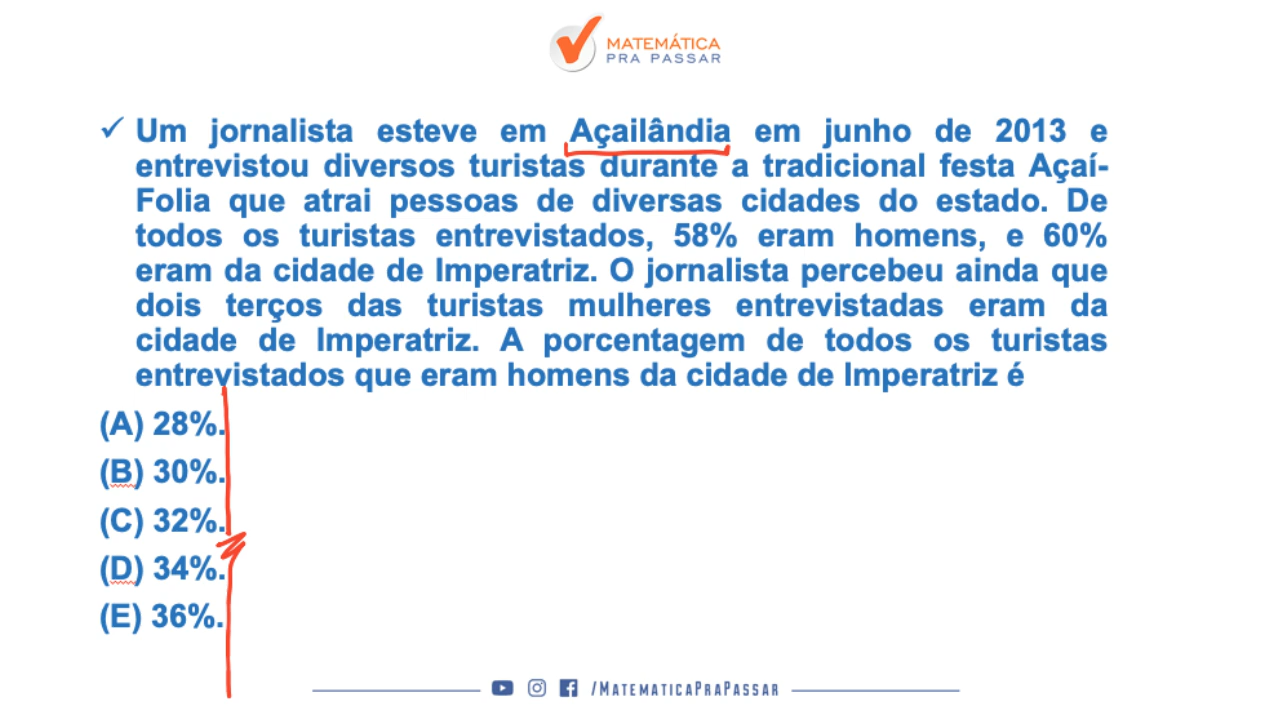 MATEMÁTICA
PRA PASSAR
✓ Um jornalista esteve em Açailândia em junho de 2013 e
entrevistou diversos turistas durante a tradicional festa Açaí-
Folia que atrai pessoas de diversas cidades do estado. De
todos os turistas entrevistados, 58% eram homens, e 60%
eram da cidade de Imperatriz. O jornalista percebeu ainda que
dois terços das turistas mulheres entrevistadas eram da
cidade de Imperatriz. A porcentagem de todos os turistas
entrevistados que eram homens da cidade de Imperatriz é
(A) 28%.
(B) 30%.
(C) 32%.
(D) 34%.
(E) 36%.
/MATEMATICAPRAPASSAR